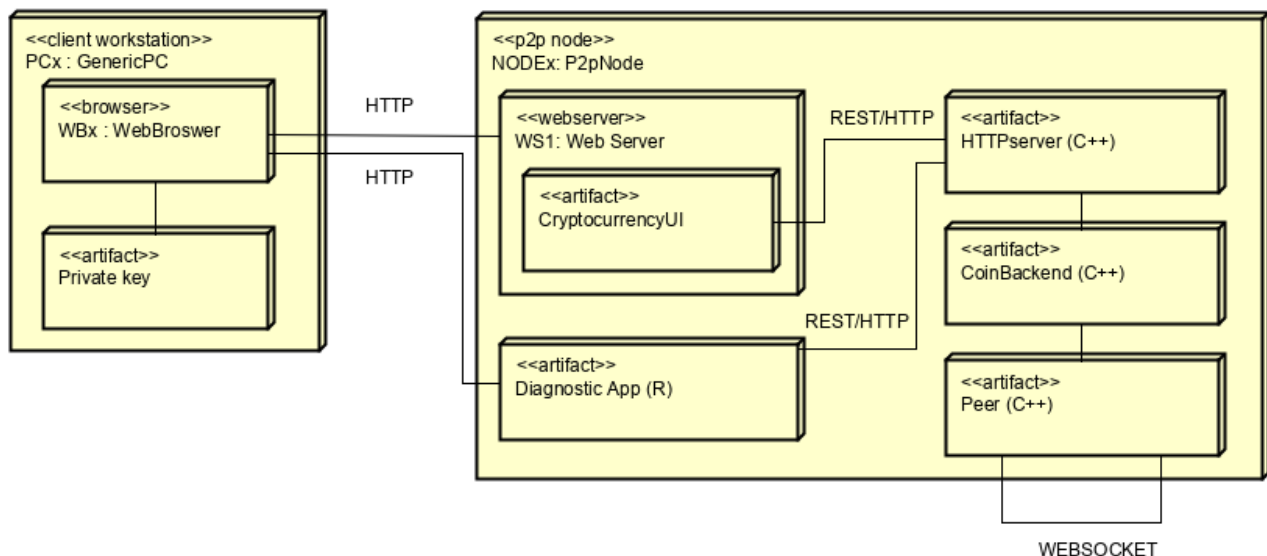 <<client workstation>>
PCx : GenericPC
<<browser>>
WBx : WebBroswer
<<artifact>>
Private key
HTTP
HTTP
<<p2p node>>
NODEx: P2pNode
<<webserver>>
WS1: Web Server
<<artifact>>
CryptocurrencyUI
<<artifact>>
Diagnostic App (R)
REST/HTTP
REST/HTTP
<<artifact>>
HTTPserver (C++)
<<artifact>>
CoinBackend (C++)
<<artifact>>
Peer (C++)
WEBSOCKET